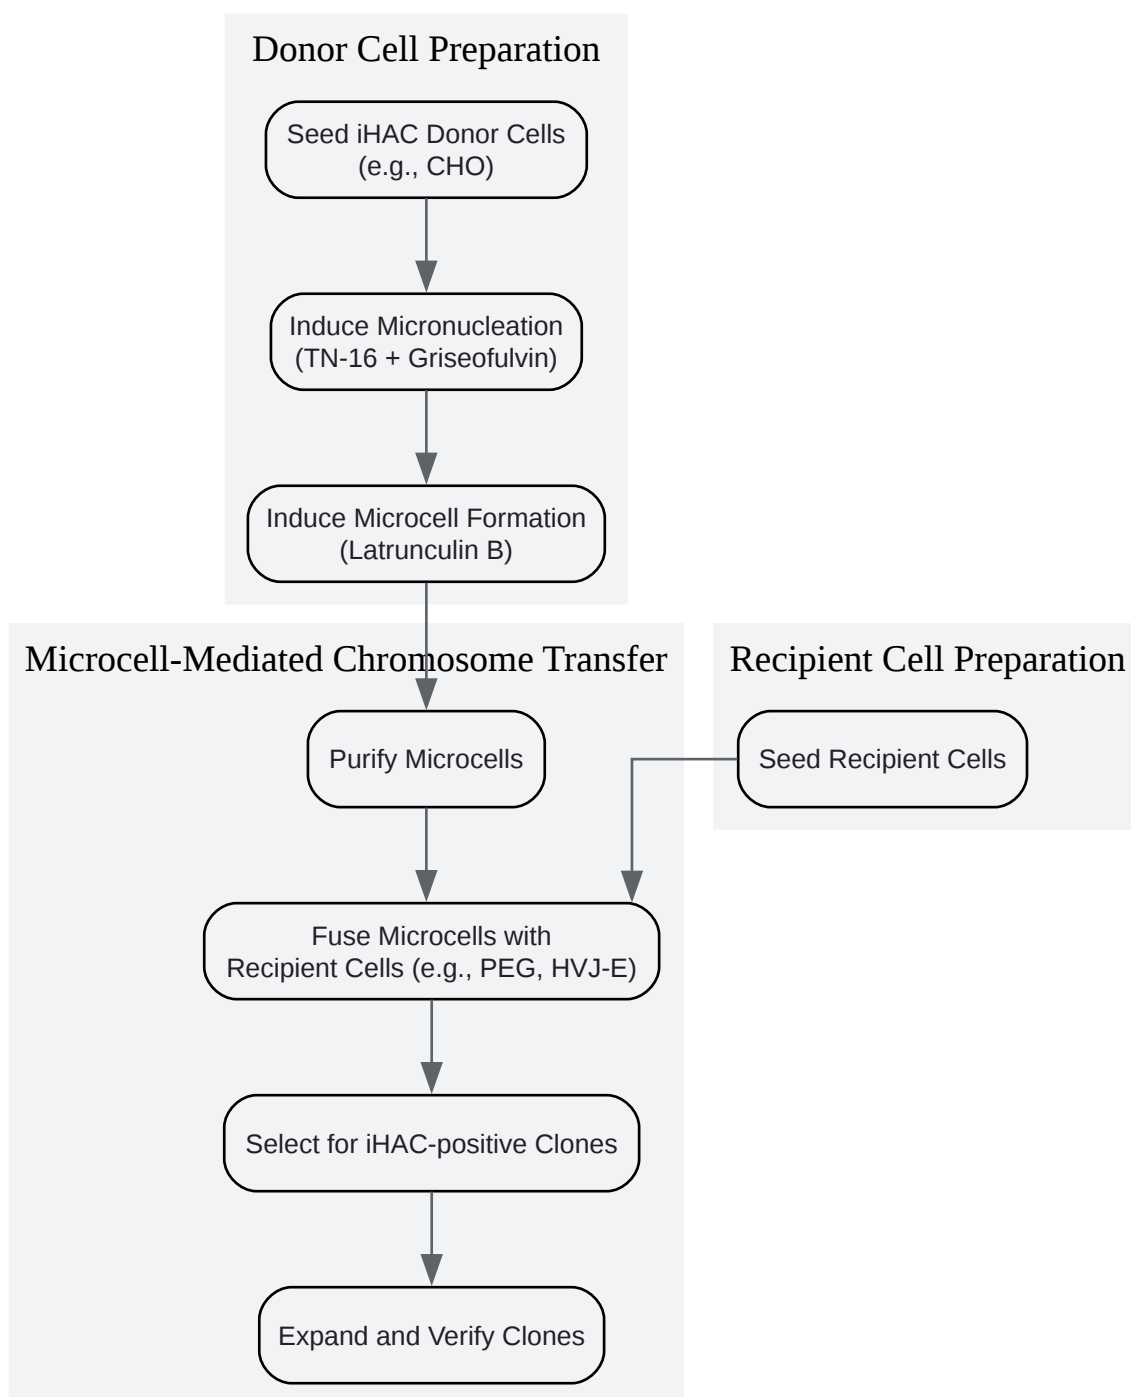 Donor Cell Preparation
Seed iHAC Donor Cells
(e.g., CHO)
Induce Micronucleation
(TN-16 + Griseofulvin)
Induce Microcell Formation
(Latrunculin B)
Microcell-Mediated Chromosome Transfer
Recipient Cell Preparation
Purify Microcells
Seed Recipient Cells
Fuse Microcells with
Recipient Cells (e.g., PEG, HVJ-E)
Select for iHAC-positive Clones
Expand and Verify Clones